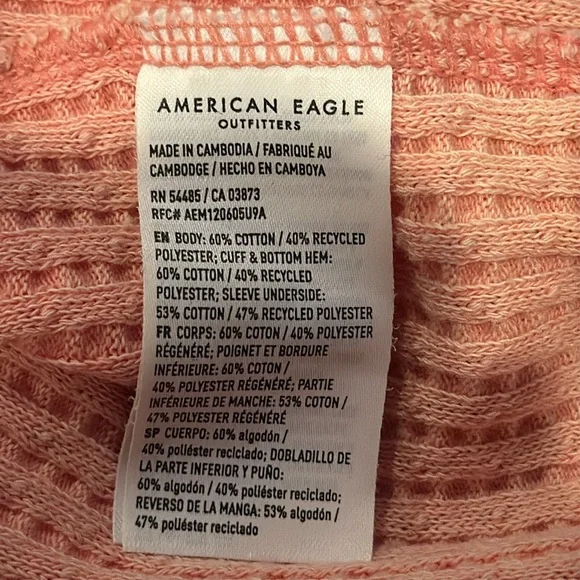 AMERICAN EAGLE
OUTFITTERS
MADE IN CAMBODIA / FABRIQUÉ AU
CAMBODGE / HECHO EN CAMBOYA
RN 54485 / CA 03873
RFC# AEM120605U9A
EN BODY: 60% COTTON / 40% RECYCLED
POLYESTER; CUFF & BOTTOM HEM:
60% COTTON / 40% RECYCLED
POLYESTER; SLEEVE UNDERSIDE:
53% COTTON / 47% RECYCLED POLYESTER
FR CORPS: 60% COTON / 40% POLYESTER
RÉGÉNÉRÉ; POIGNET ET BORDURE
INFÉRIEURE: 60% COTON /
40% POLYESTER RÉGÉNÉRÉ; PARTIE
INFÉRIEURE DE MANCHE: 53% COTON /
47% POLYESTER RÉGÉNÉRÉ
SP CUERPO: 60% algodón /
40% poliéster reciclado; DOBLADILLO DE
LA PARTE INFERIOR Y PUÑO:
60% algodón / 40% poliéster reciclado;
REVERSO DE LA MANGA: 53% algodón /
47% poliéster reciclado